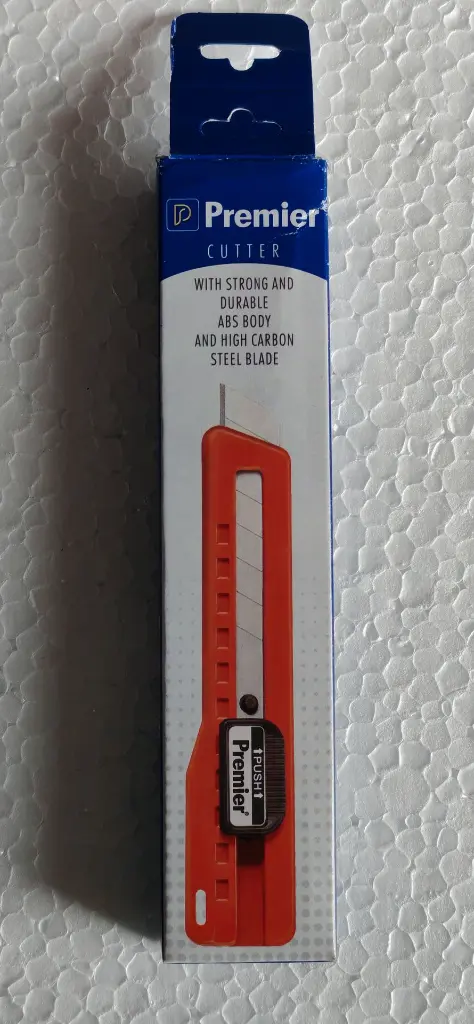 Premier
CUTTER
WITH STRONG AND
DURABLE
ABS BODY
AND HIGH CARBON
STEEL BLADE
↑PUSH↑
Premier®